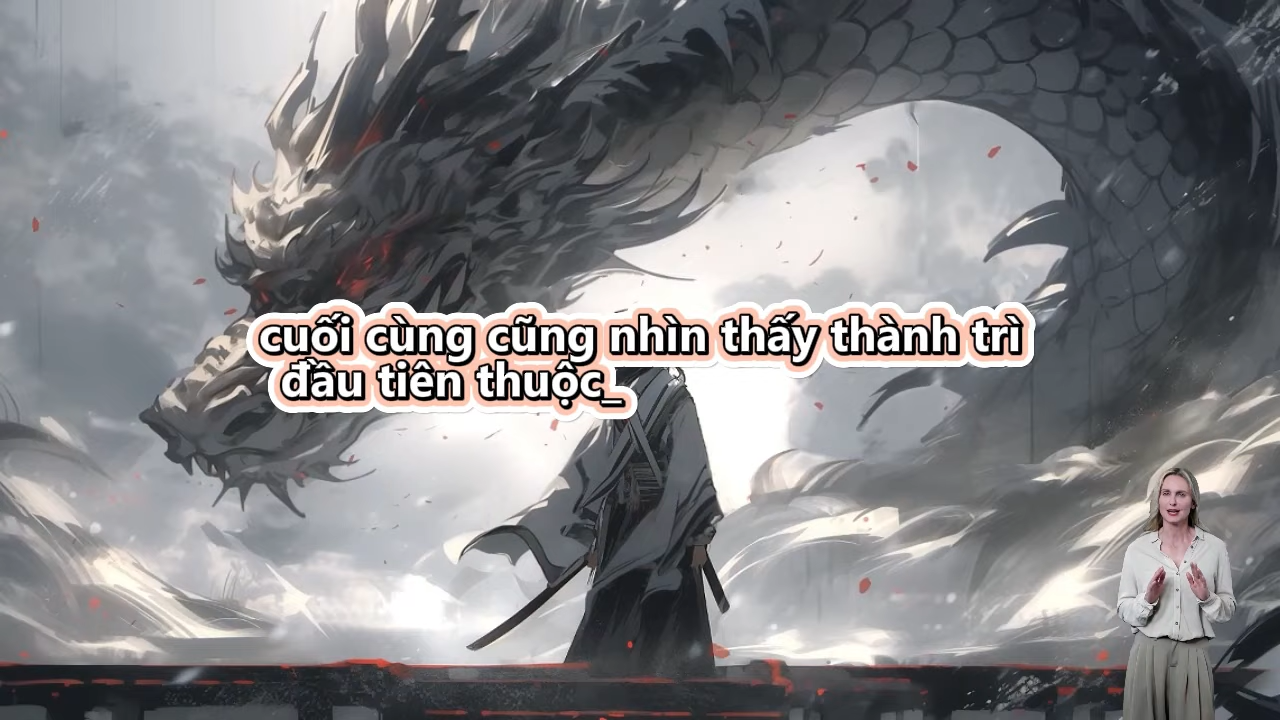 cuối cùng cũng nhìn thấy thành trì
đầu tiên thuộc_